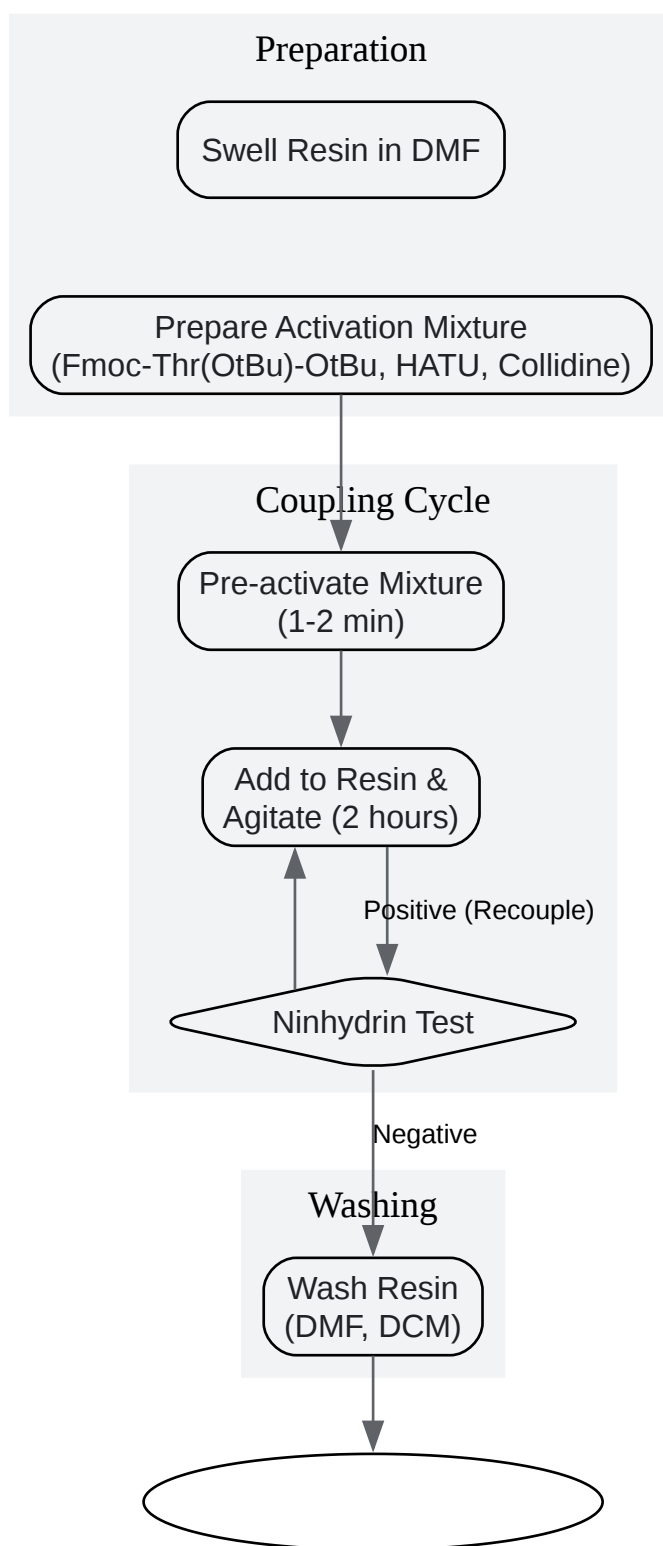 Preparation
Swell Resin in DMF
Prepare Activation Mixture
(Fmoc-Thr(OtBu)-OtBu, HATU, Collidine)
Coupling Cycle
Pre-activate Mixture
(1-2 min)
Add to Resin &
Agitate (2 hours)
Positive (Recouple)
Ninhydrin Test
Negative
Washing
Wash Resin
(DMF, DCM)